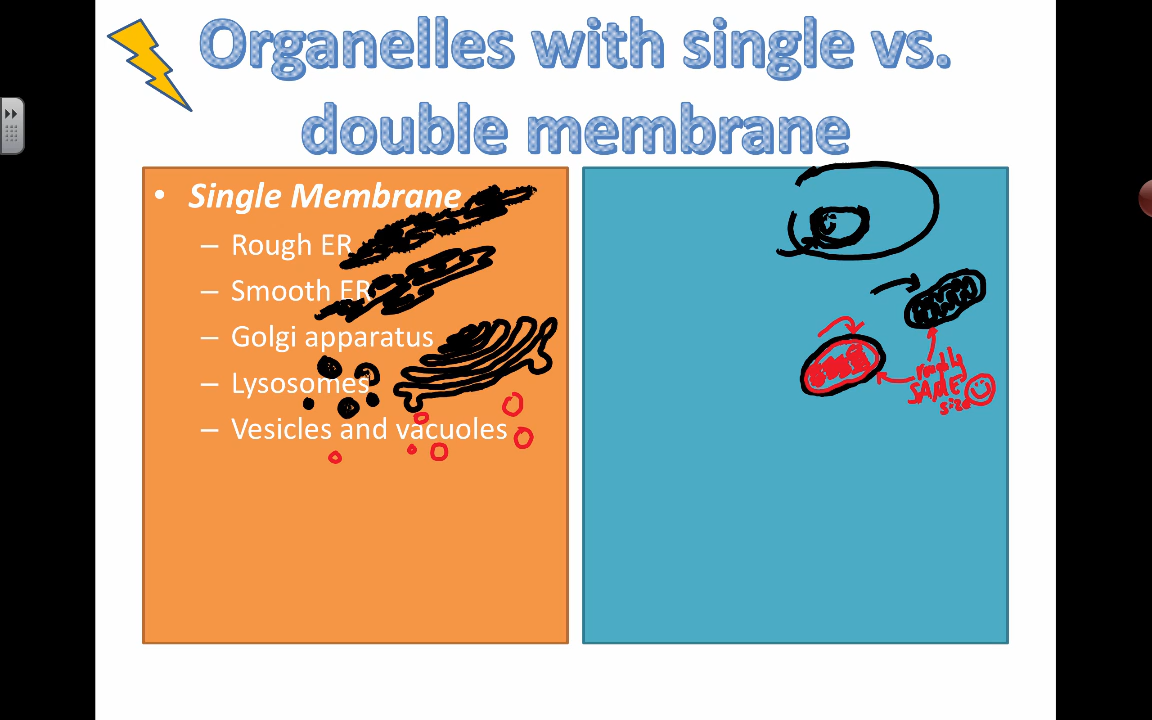 Organelles with single vs.
double membrane
• Single Membrane
– Rough ER
– Smooth ER
– Golgi apparatus
– Lysosomes
– Vesicles and vacuoles
SAME
size